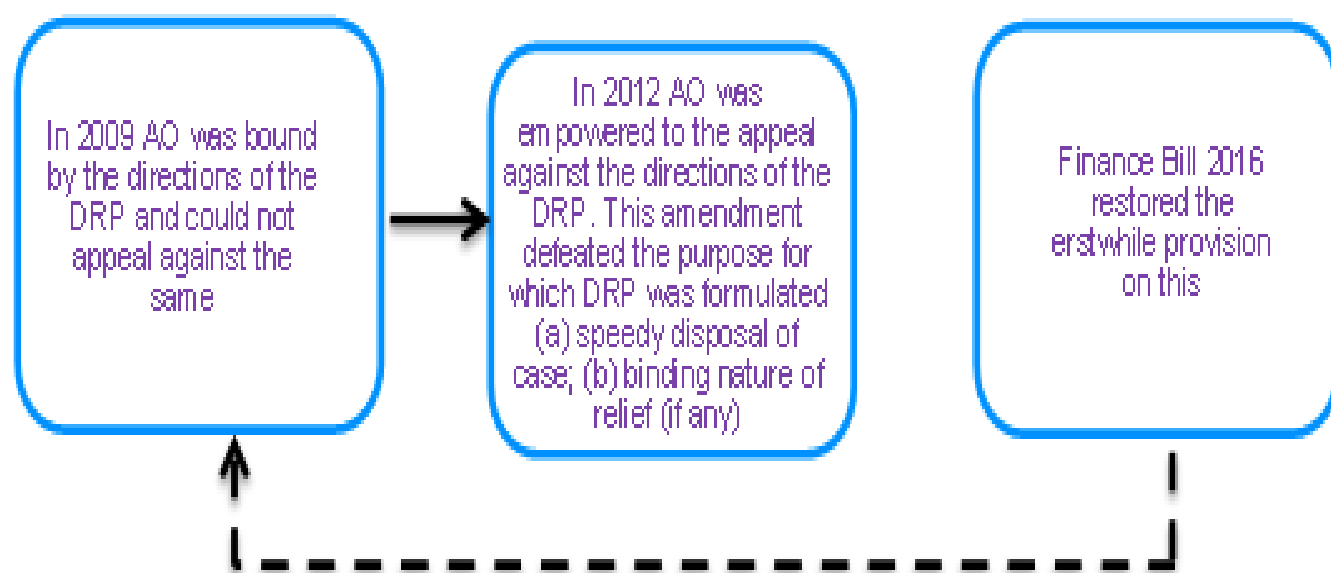 In 2009 AO was bound
by the directions of the
DRP and could not
appeal against the
same
In 2012 AO was
empowered to the appeal
against the directions of the
DRP. This amendment
defeated the purpose for
which DRP was formulated
(a) speedy disposal of
case; (b) binding nature of
relief (if any)
Finance Bill 2016
restored the
erstwhile provision
on this